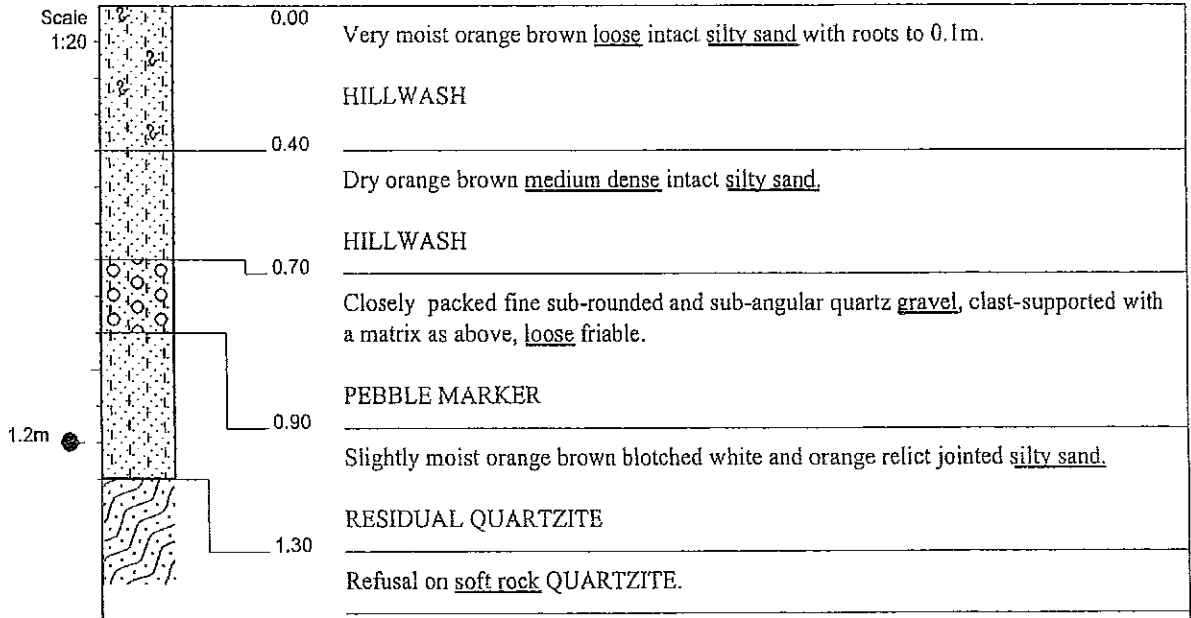 Scale
1:20
0.00
Very moist orange brown loose intact silty sand with roots to 0.1m.
HILLWASH
0.40
Dry orange brown medium dense intact silty sand.
HILLWASH
0.70
Closely packed fine sub-rounded and sub-angular quartz gravel, clast-supported with
a matrix as above, loose friable.
PEBBLE MARKER
0.90
1.2m
Slightly moist orange brown blotched white and orange relict jointed silty sand.
RESIDUAL QUARTZITE
1.30
Refusal on soft rock QUARTZITE.